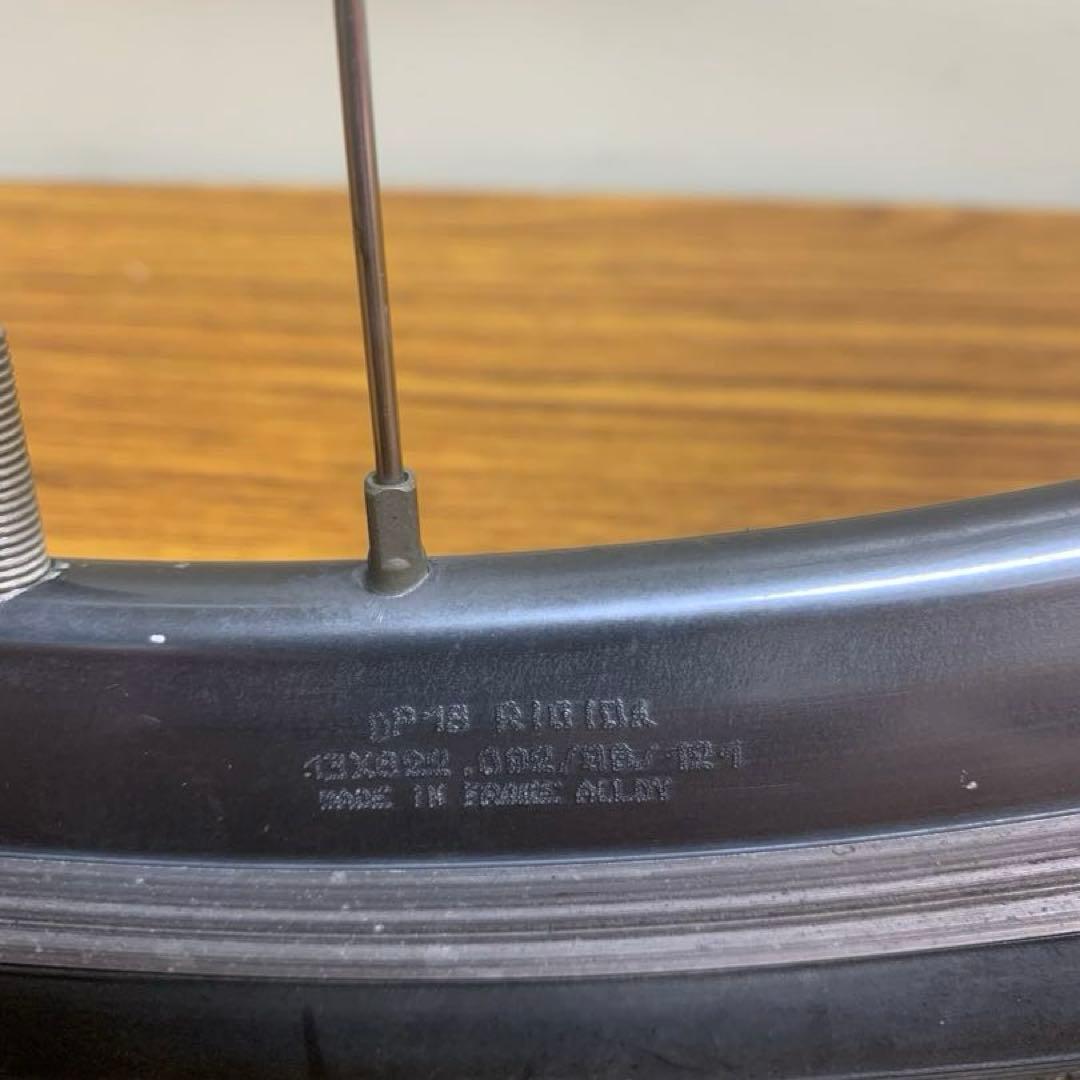 DP18 RIGIDA
13X622
MADE IN FRANCE ALLOY